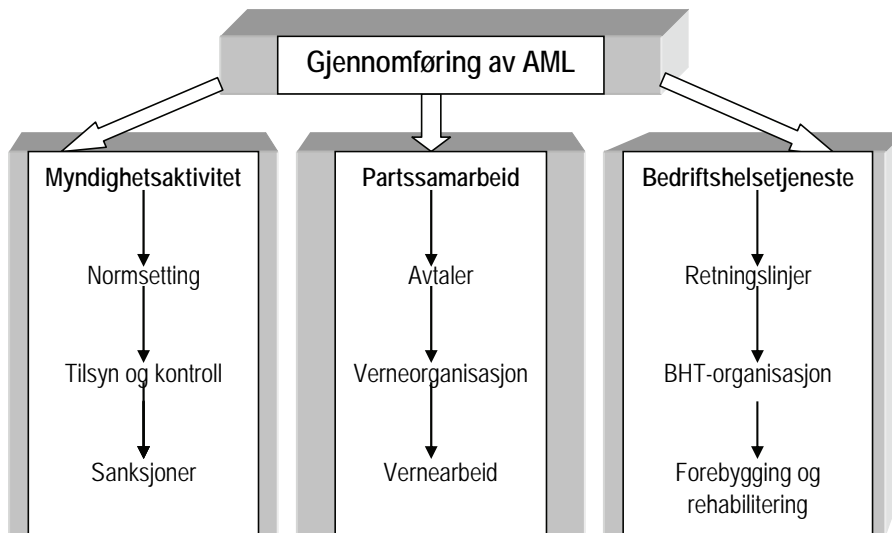 Gjennomføring av AML
Myndighetsaktivitet
Normsetting
Tilsyn og kontroll
Sanksjoner
Partssamarbeid
Avtaler
Verneorganisasjon
Vernearbeid
Bedriftshelsetjeneste
Retningslinjer
BHT-organisasjon
Forebygging og
rehabilitering